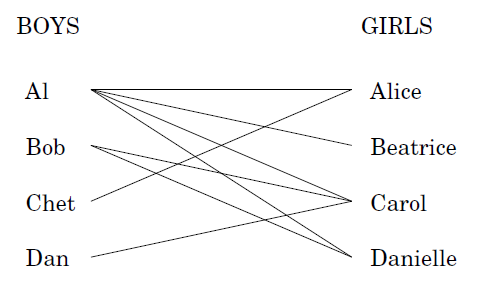 BOYS GIRLS
Al Alice
Bob Beatrice
Chet Carol
Dan Danielle